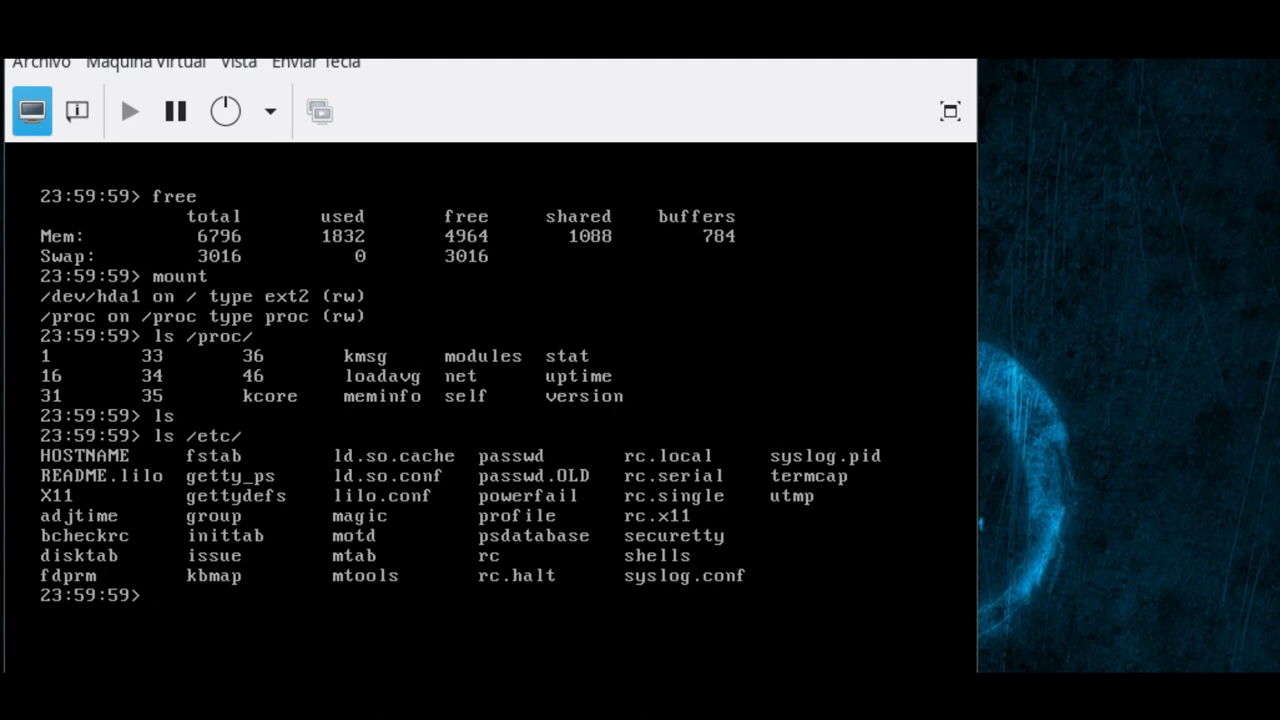 Archivo Máquina Virtual Vista Enviar Tecla
23:59:59> free
total used free shared buffers
Mem: 6796 1832 4964 1088 784
Swap: 3016 0 3016
23:59:59> mount
/dev/hda1 on / type ext2 (rw)
/proc on /proc type proc (rw)
23:59:59> ls /proc/
1 33 36 kmsg modules stat
16 34 46 loadavg net uptime
31 35 kcore meminfo self version
23:59:59> ls
23:59:59> ls /etc/
HOSTNAME fstab ld.so.cache passwd rc.local syslog.pid
README.lilo getty_ps ld.so.conf passwd.OLD rc.serial termcap
X11 gettydefs lilo.conf powerfail rc.single utmp
adjtime group magic profile rc.x11
bcheckrc inittab motd psdatabase securetty
disktab issue mtab rc shells
fdprm kbmap mtools rc.halt syslog.conf
23:59:59>